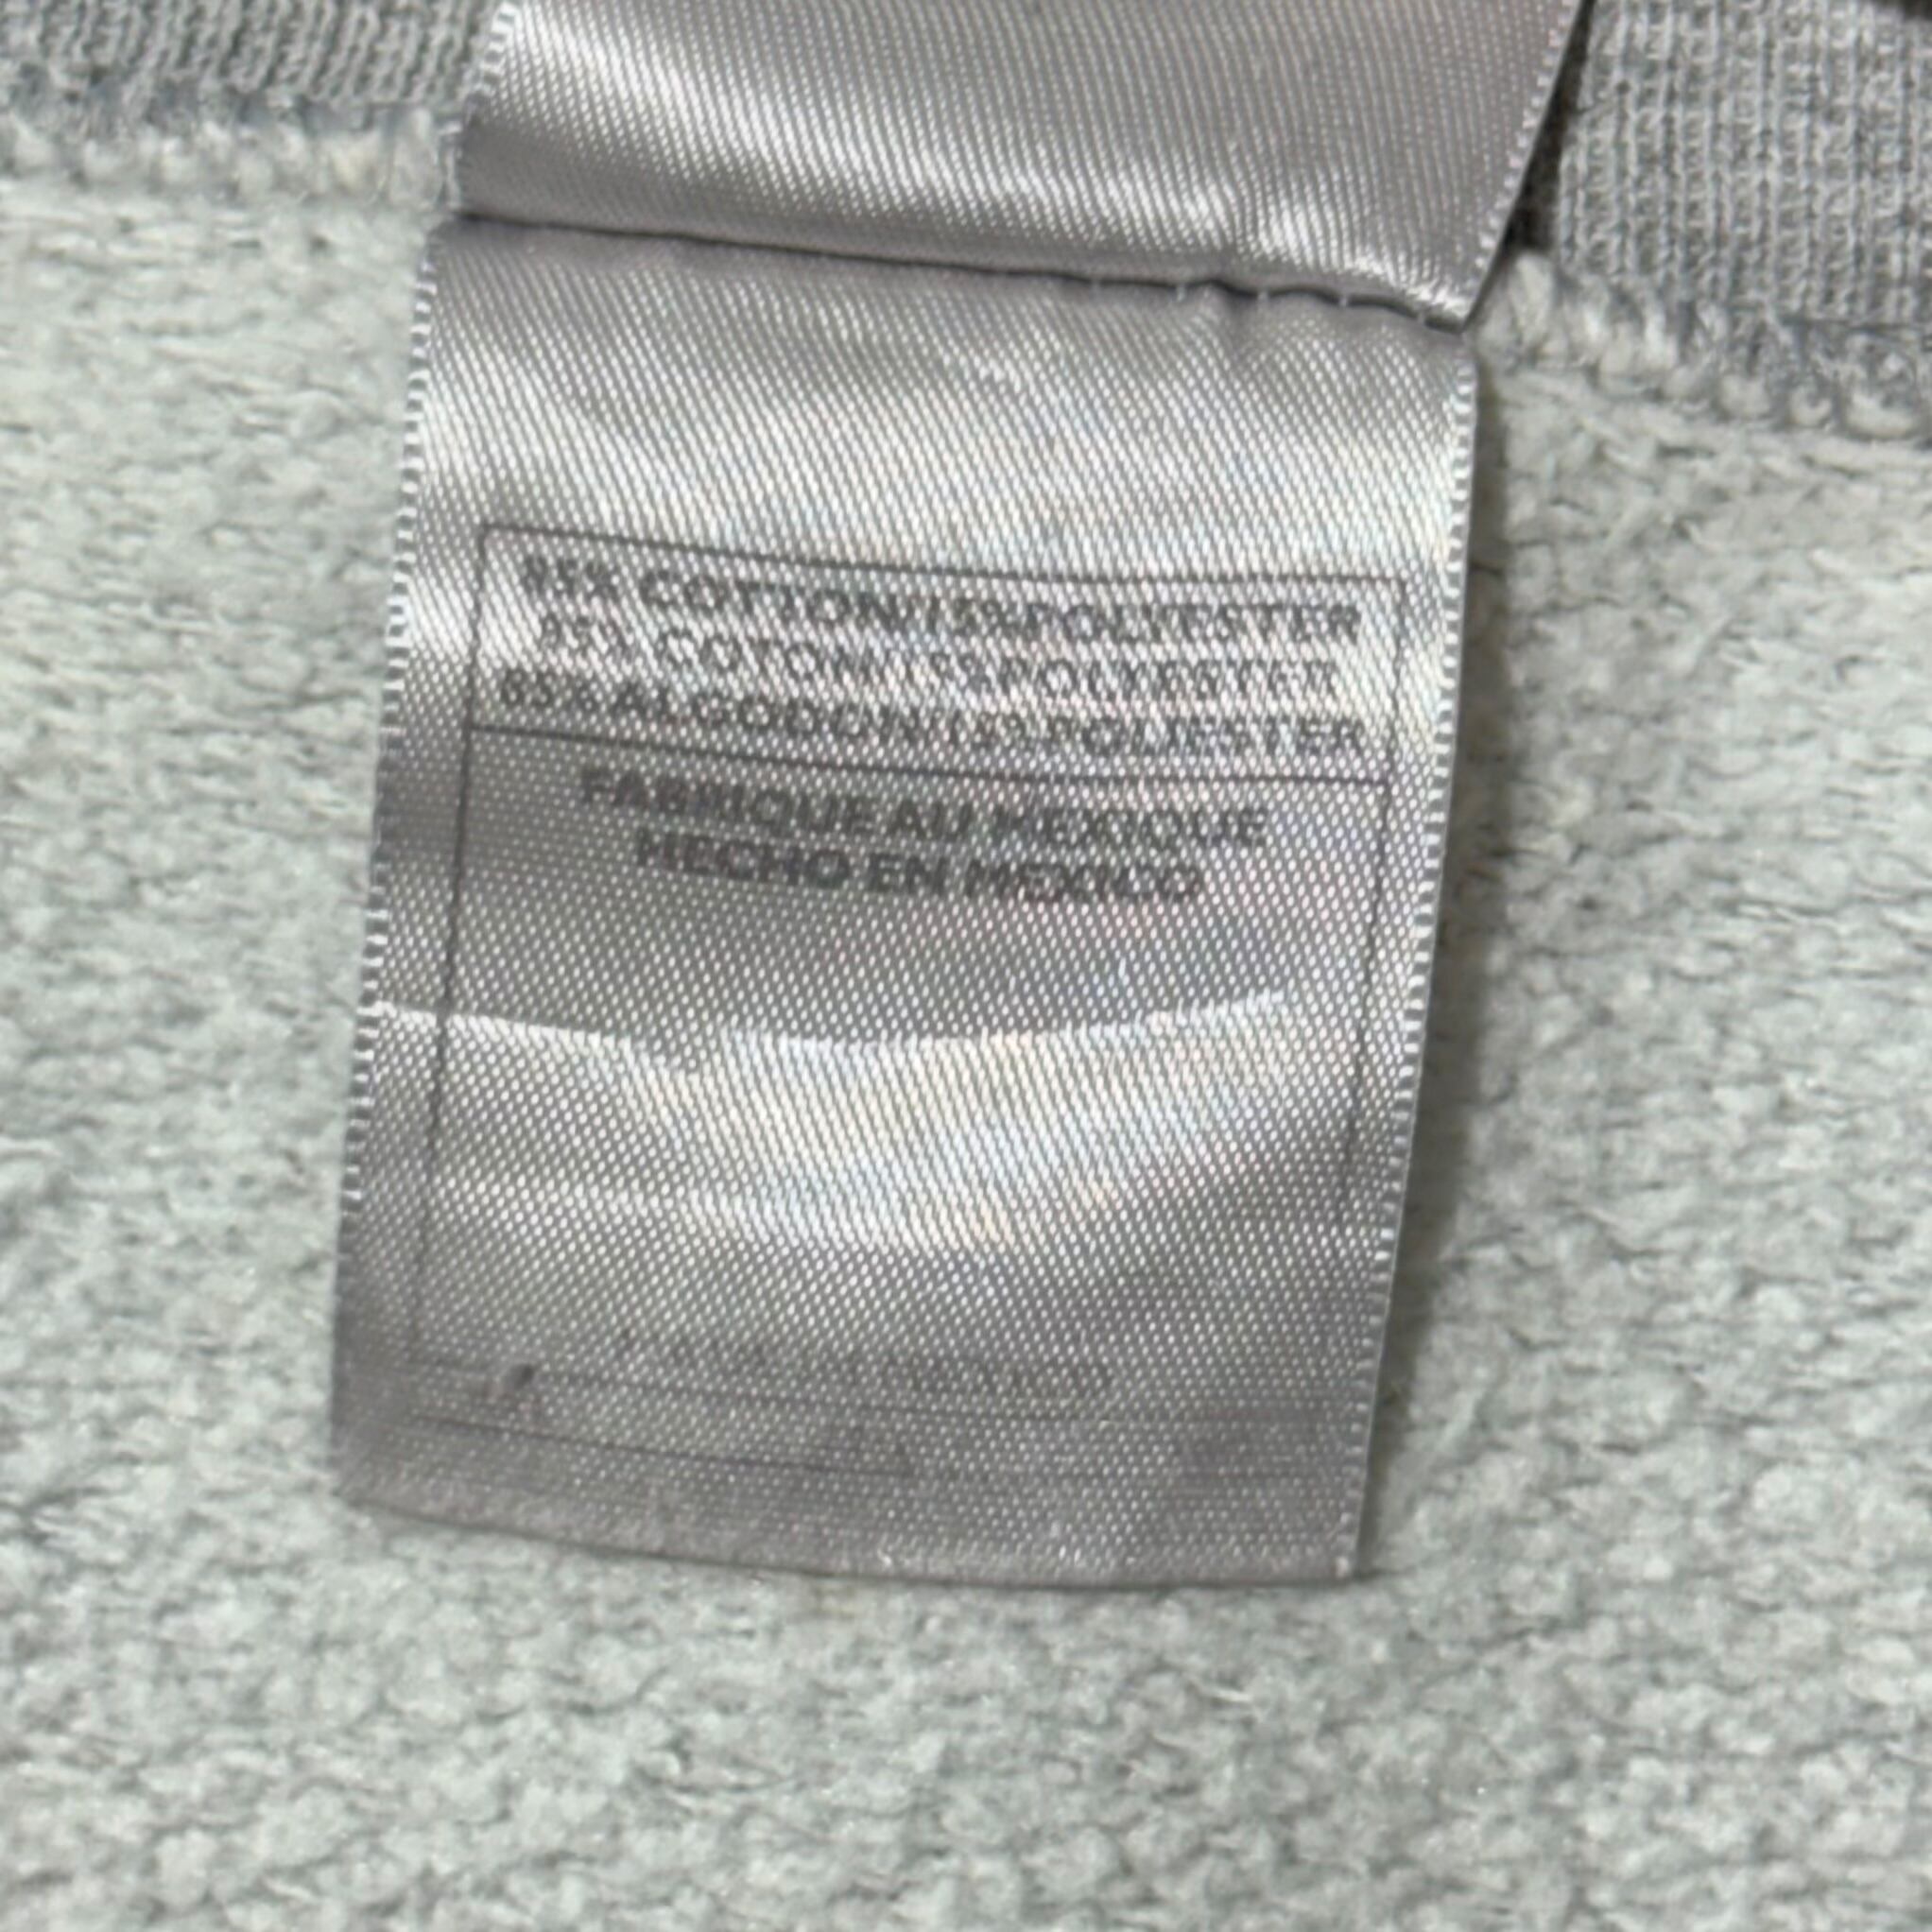 85% COTTON/15% POLYESTER
85% COTON/15% POLYESTER
85% ALGODON/15% POLIESTER
FABRIQUE AU MEXIQUE
HECHO EN MEXICO